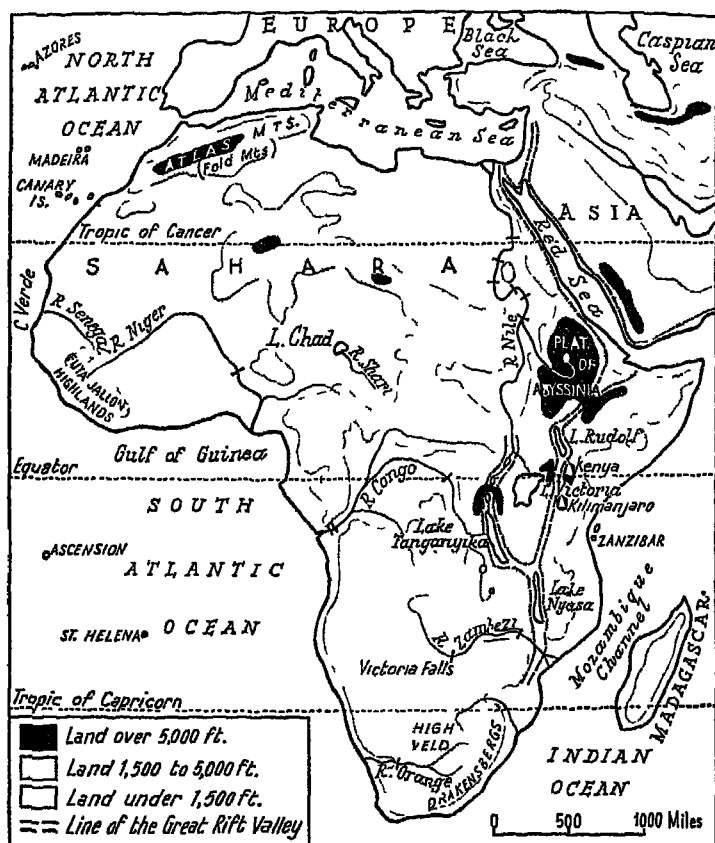 EUROPE
AZORES
NORTH
ATLANTIC
OCEAN
Black
Sea
Caspian
Sea
Mediterranean Sea
MADEIRA
CANARY
IS.
ATLAS MTS.
(Fold Mts)
ASIA
Tropic of Cancer
SAHARA
Red Sea
C Verde
R Senegal
R Niger
L. Chad
R Shari
R Nile
PLAT.
OF
ABYSSINIA
FUTA JALLON
HIGHLANDS
Gulf of Guinea
L. Rudolf
Equator
Kenya
R Congo
L. Victoria
Kilimanjaro
SOUTH
ATLANTIC
OCEAN
ASCENSION
Lake
Tanganyika
ZANZIBAR
Lake
Nyasa
ST. HELENA
R. Zambezi
Mozambique
Channel
MADAGASCAR
Victoria Falls
Tropic of Capricorn
HIGH
VELD
R. Orange
DRAKENSBERGS
INDIAN
OCEAN
Land over 5,000 ft.
Land 1,500 to 5,000 ft.
Land under 1,500 ft.
Line of the Great Rift Valley
0 500 1000 Miles